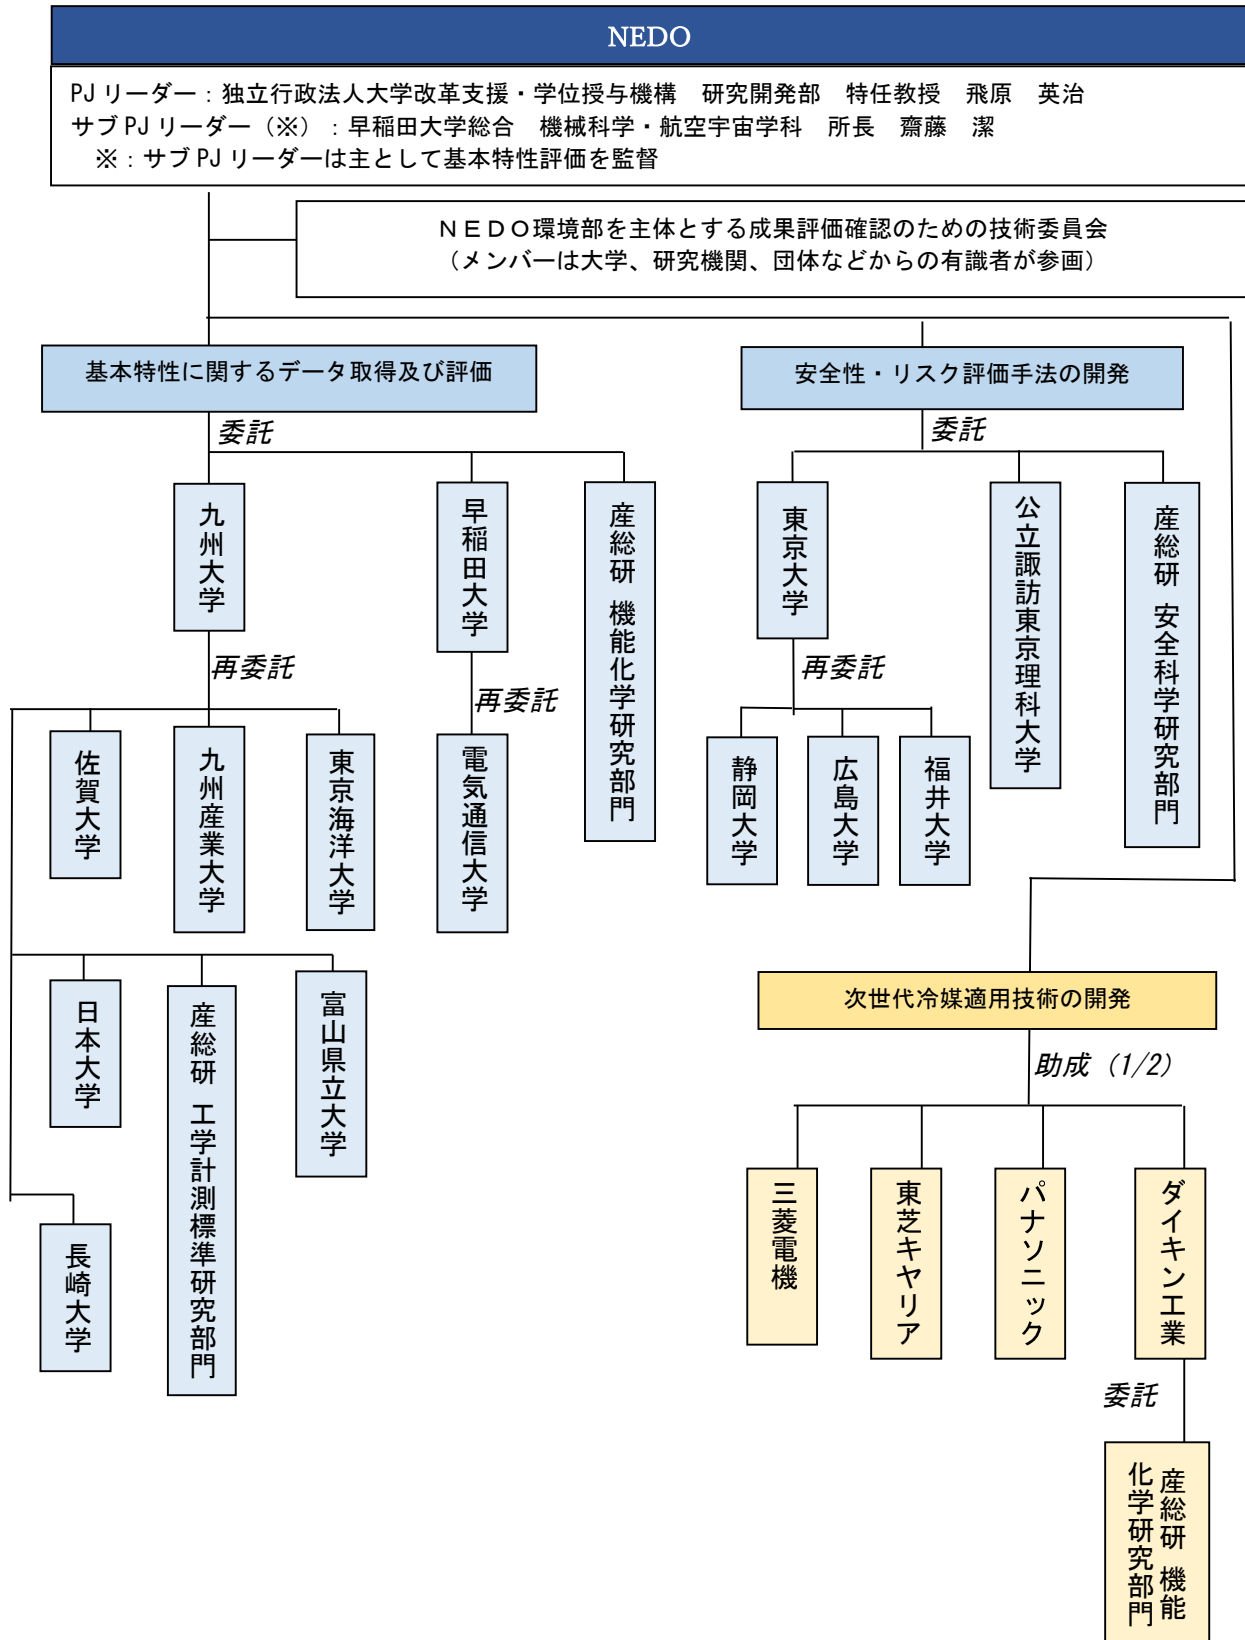 NEDO
PJリーダー：独立行政法人大学改革支援・学位授与機構　研究開発部　特任教授　飛原　英治
サブPJリーダー（※）：早稲田大学総合　機械科学・航空宇宙学科　所長　齋藤　潔
※：サブPJリーダーは主として基本特性評価を監督
ＮＥＤＯ環境部を主体とする成果評価確認のための技術委員会
（メンバーは大学、研究機関、団体などからの有識者が参画）
基本特性に関するデータ取得及び評価
委託
九州大学
早稲田大学
産総研　機能化学研究部門
再委託
再委託
佐賀大学
九州産業大学
東京海洋大学
電気通信大学
日本大学
産総研　工学計測標準研究部門
富山県立大学
長崎大学
安全性・リスク評価手法の開発
委託
東京大学
公立諏訪東京理科大学
産総研　安全科学研究部門
再委託
静岡大学
広島大学
福井大学
次世代冷媒適用技術の開発
助成（1/2）
三菱電機
東芝キヤリア
パナソニック
ダイキン工業
委託
産総研　機能
化学研究部門